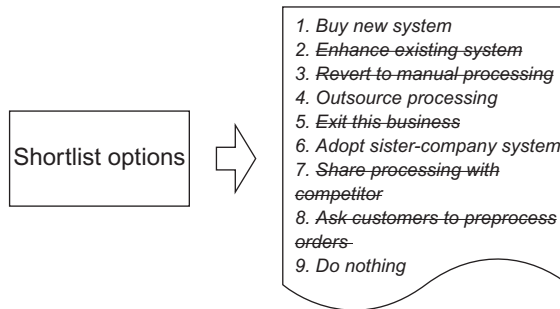 Shortlist options
1. Buy new system
2. Enhance existing system
3. Revert to manual processing
4. Outsource processing
5. Exit this business
6. Adopt sister-company system
7. Share processing with
competitor
8. Ask customers to preprocess
orders
9. Do nothing